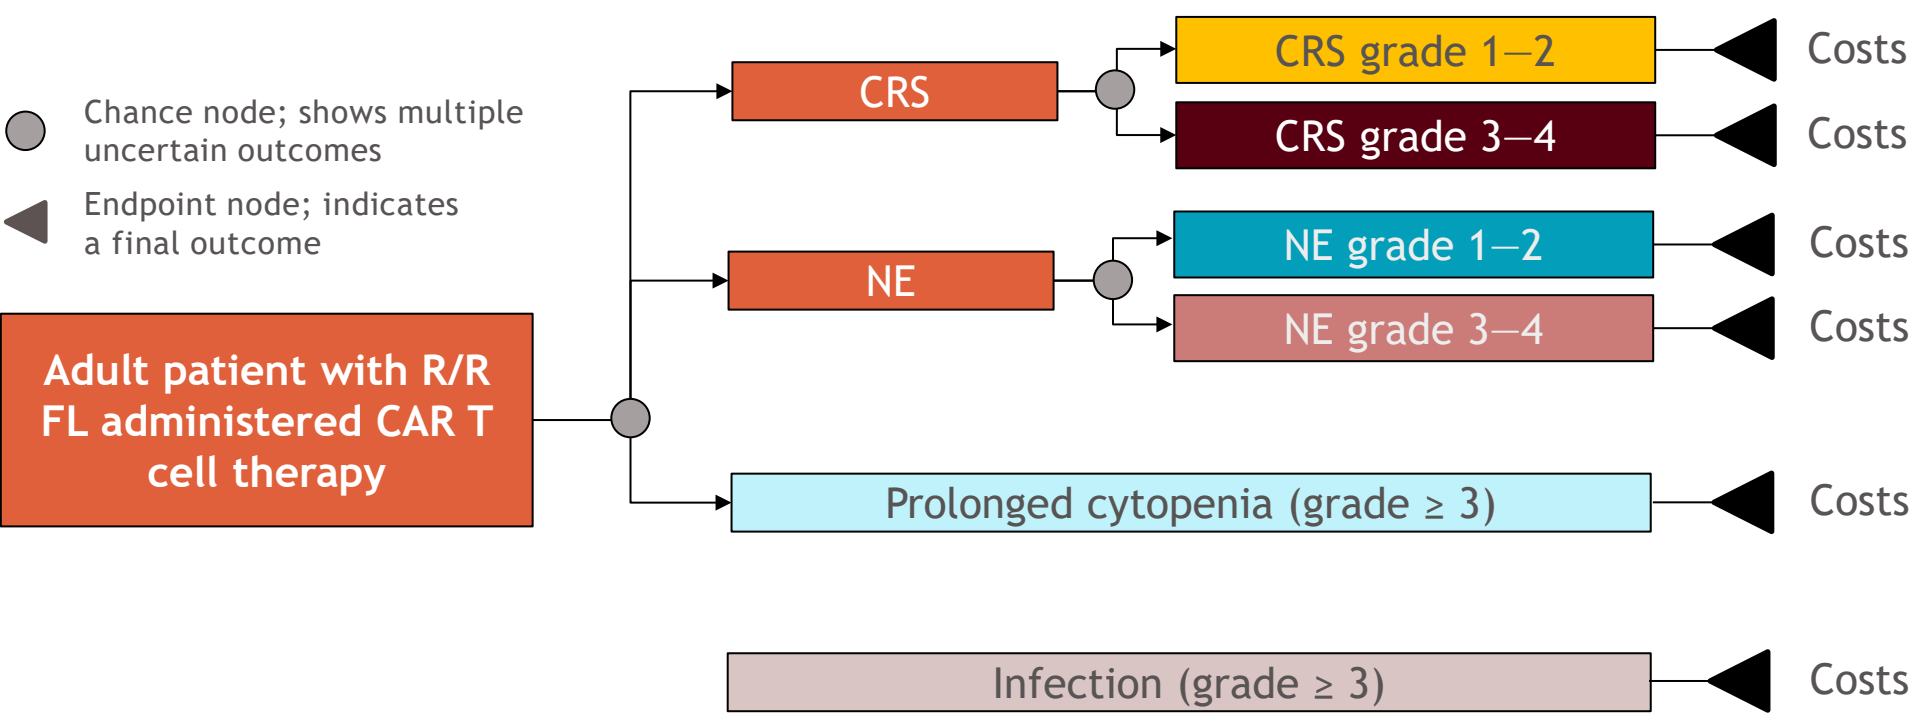 Chance node; shows multiple
uncertain outcomes
Endpoint node; indicates
a final outcome
Adult patient with R/R
FL administered CAR T
cell therapy
CRS
CRS grade 1—2
Costs
CRS grade 3—4
Costs
NE
NE grade 1—2
Costs
NE grade 3—4
Costs
Prolonged cytopenia (grade ≥ 3)
Costs
Infection (grade ≥ 3)
Costs